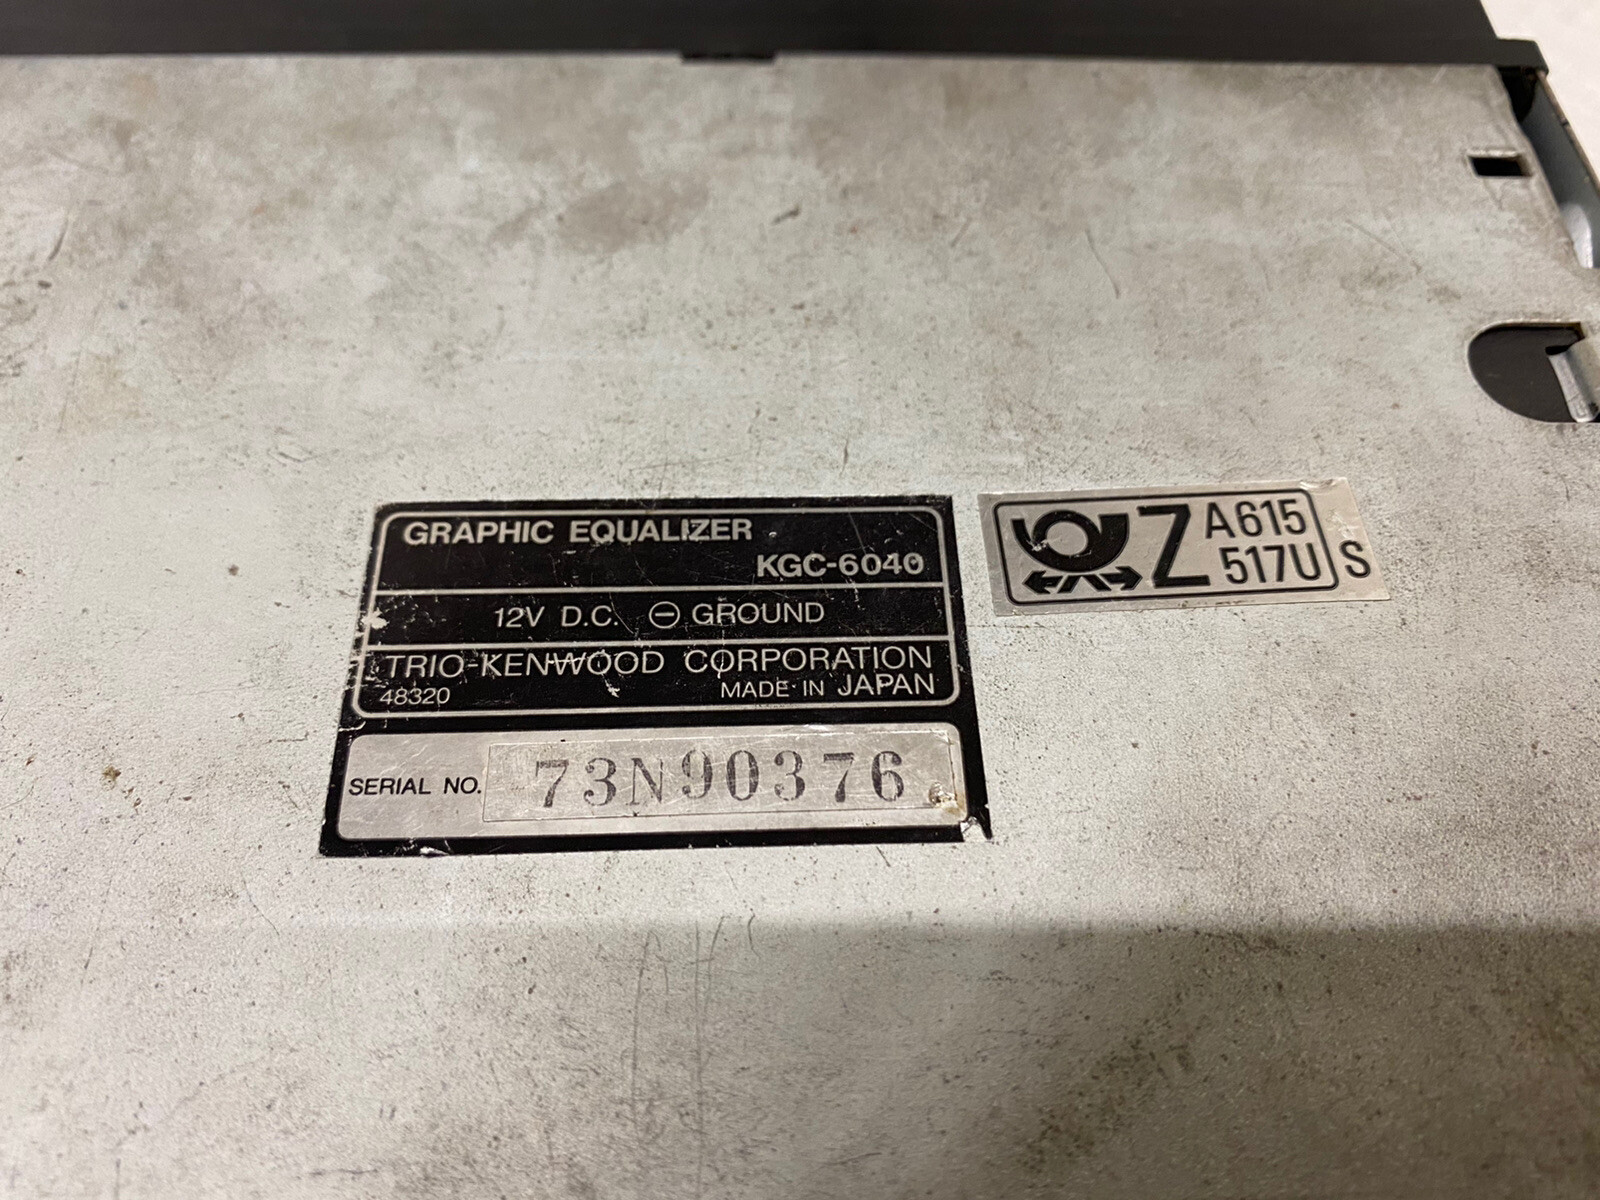 GRAPHIC EQUALIZER
KGC-6040
12V D.C. ⊖ GROUND
TRIO-KENWOOD CORPORATION
48320 MADE IN JAPAN
SERIAL NO. 73N90376
Z A615
517U S